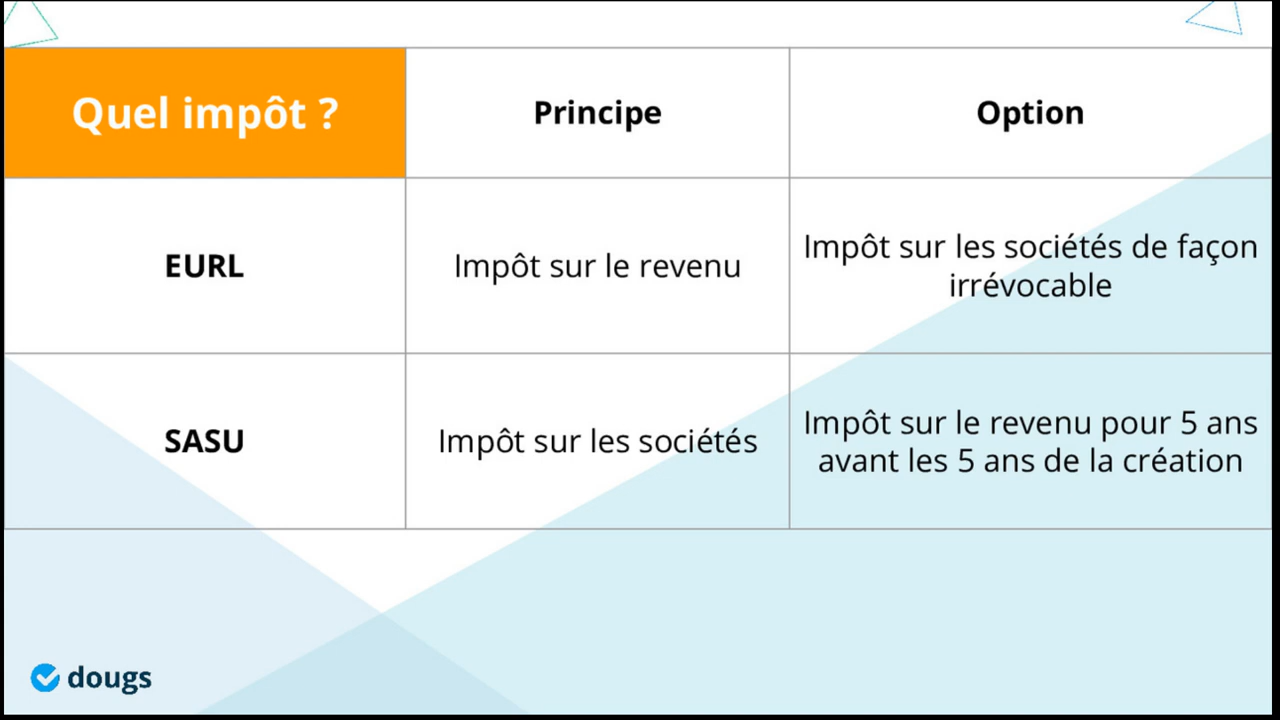 Quel impôt ?
Principe
Option
EURL
Impôt sur le revenu
Impôt sur les sociétés de façon
irrévocable
SASU
Impôt sur les sociétés
Impôt sur le revenu pour 5 ans
avant les 5 ans de la création
dougs